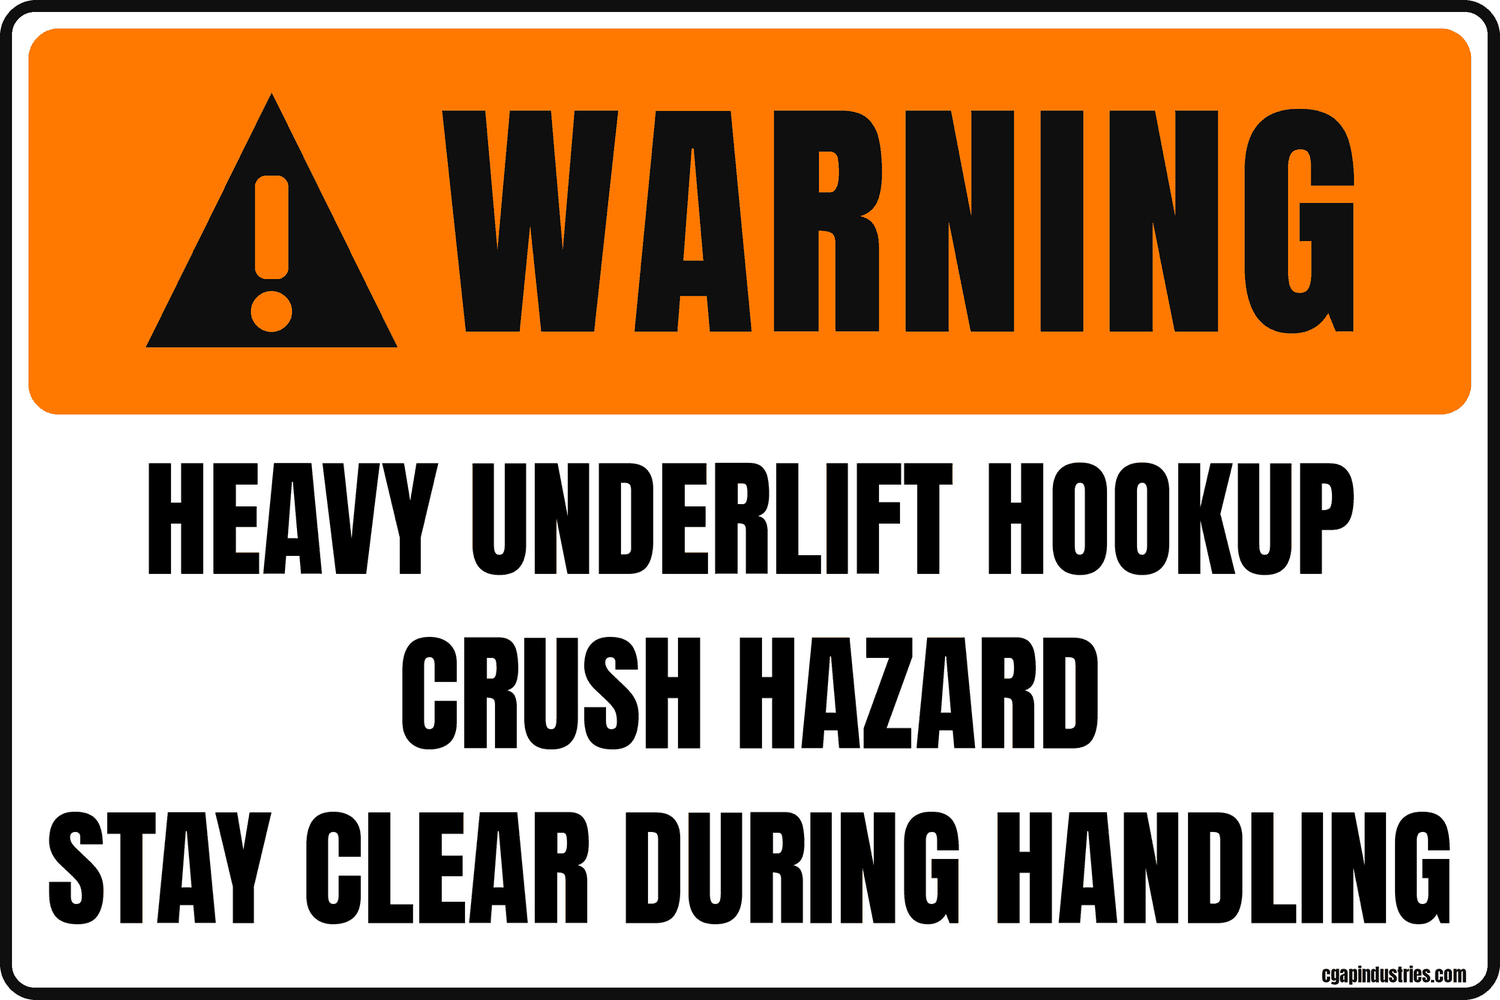 WARNING
HEAVY UNDERLIFT HOOKUP
CRUSH HAZARD
STAY CLEAR DURING HANDLING
cgapindustries.com